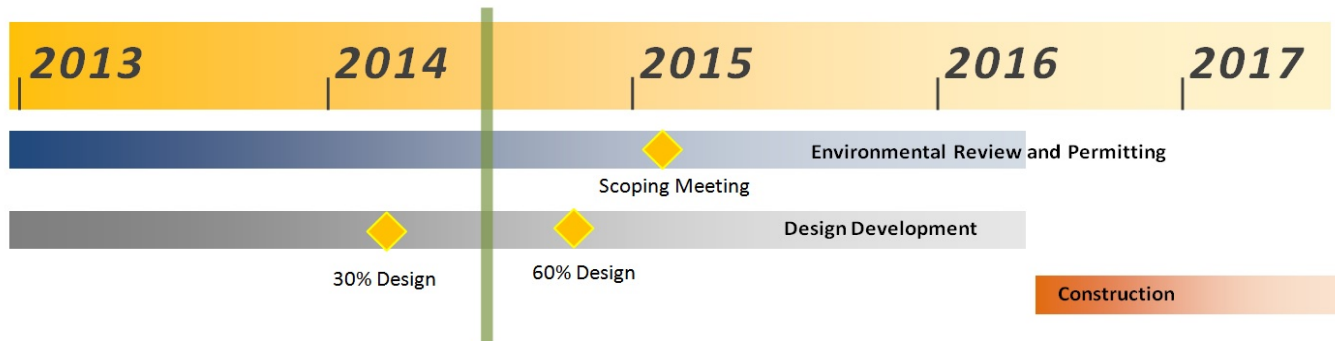 2013 2014 2015 2016 2017
Environmental Review and Permitting
Scoping Meeting
Design Development
30% Design 60% Design
Construction